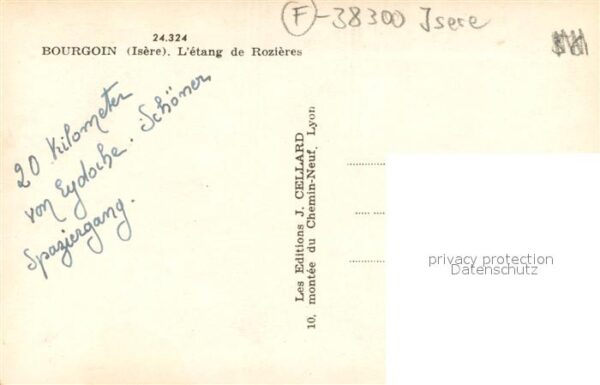 (F)-38300 Isere
24.324
BOURGOIN (Isère). L'étang de Rozières
20 Kilometer
von Eydoche. Schöner
Spaziergang.
Les Editions J. CELLARD
10, montée du Chemin-Neuf, Lyon
privacy protection
Datenschutz